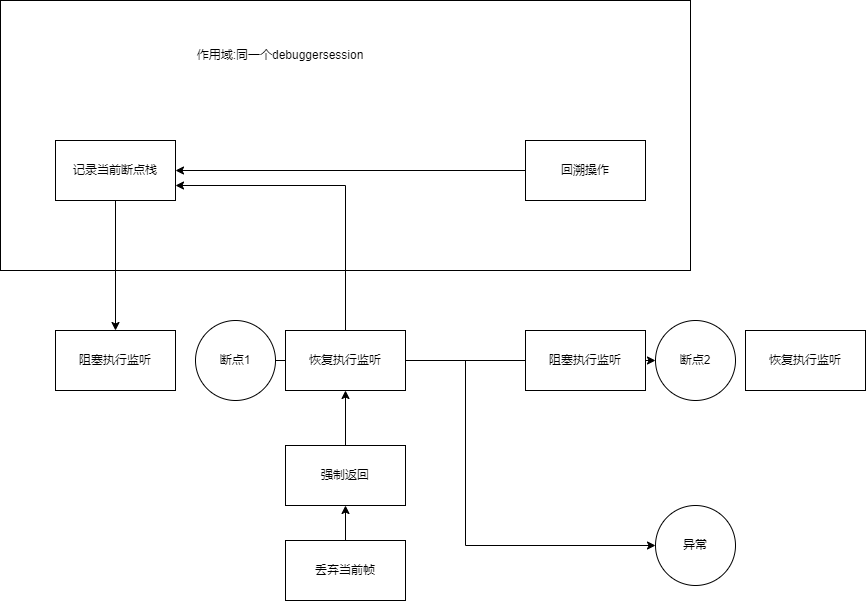 作用域:同一个debuggersession
记录当前断点栈
回溯操作
阻塞执行监听
断点1
恢复执行监听
阻塞执行监听
断点2
恢复执行监听
强制返回
异常
丢弃当前帧